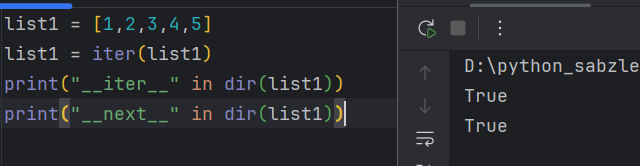 list1 = [1,2,3,4,5]
list1 = iter(list1)
print("__iter__" in dir(list1))
print("__next__" in dir(list1))
D:\python_sabzle
True
True